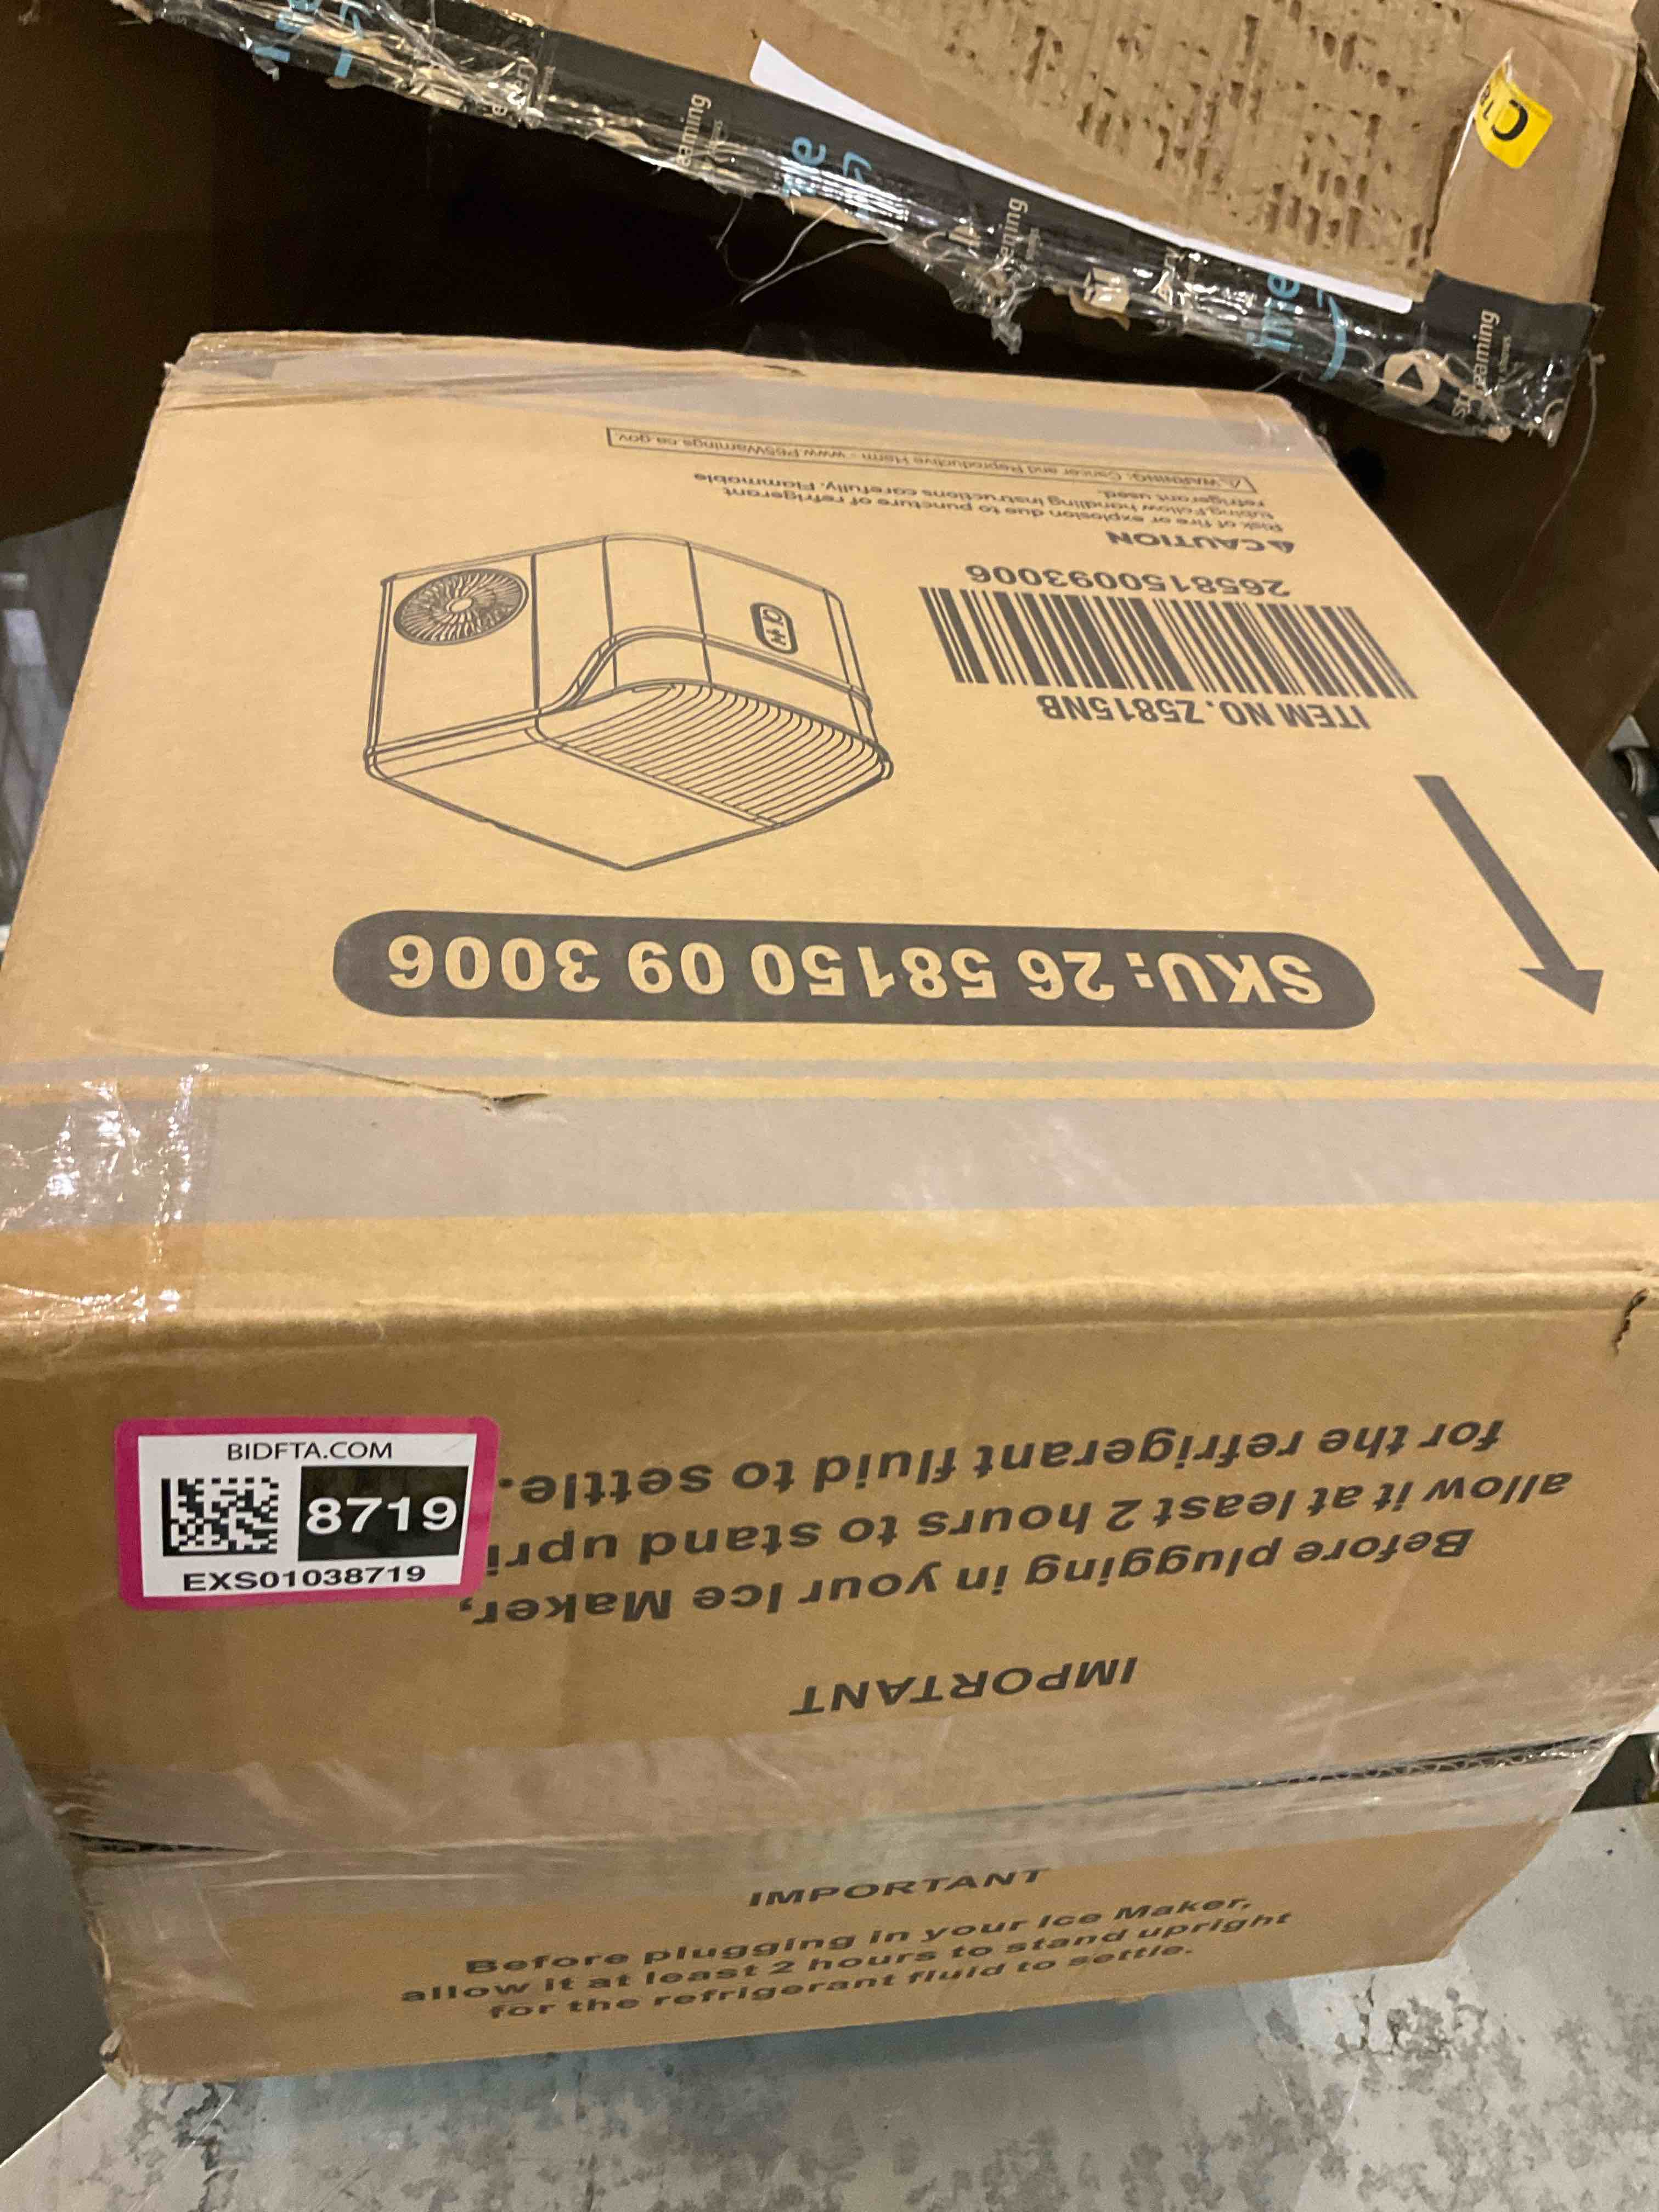 SKU: 26 58150 09 3006
ITEM NO. Z5815NB
2658150093006
CAUTION
Risk of fire or explosion due to puncture of refrigerant
tubing.Follow handling instructions carefully. Flammable
refrigerant used.
WARNING: Cancer and Reproductive Harm - www.P65Warnings.ca.gov.
BIDFTA.COM
8719
EXS01038719
IMPORTANT
Before plugging in your Ice Maker,
allow it at least 2 hours to stand upri
for the refrigerant fluid to settle.
IMPORTANT
Before plugging in your Ice Maker,
allow it at least 2 hours to stand upright
for the refrigerant fluid to settle.
streaming